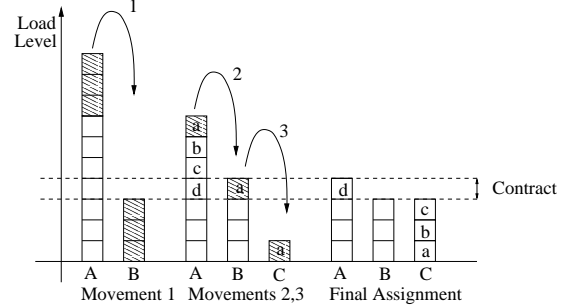 Load
Level
1
2
3
a
b
c
d
a
a
d
c
b
a
Contract
A B A B C A B C
Movement 1 Movements 2,3 Final Assignment